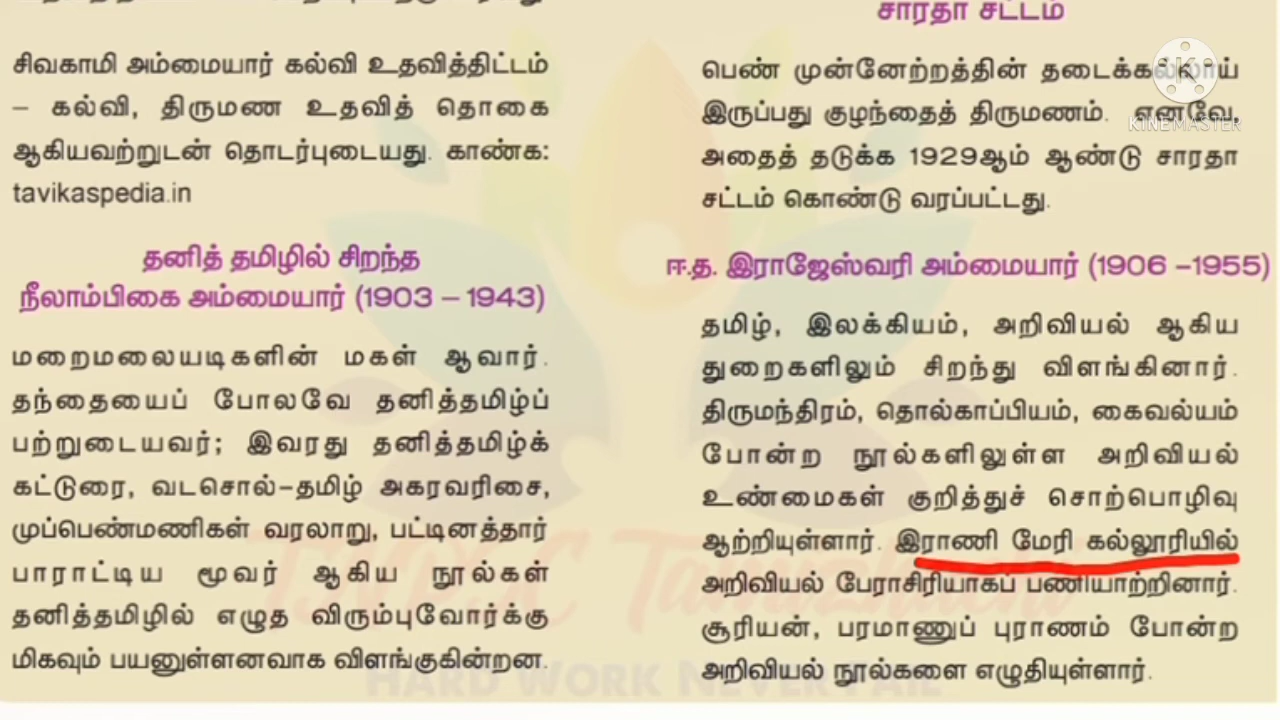 சிவகாமி அம்மையார் கல்வி உதவித்திட்டம்
– கல்வி, திருமண உதவித் தொகை
ஆகியவற்றுடன் தொடர்புடையது. காண்க:
tavikaspedia.in
தனித் தமிழில் சிறந்த
நீலாம்பிகை அம்மையார் (1903 – 1943)
மறைமலையடிகளின் மகள் ஆவார்.
தந்தையைப் போலவே தனித்தமிழ்ப்
பற்றுடையவர்; இவரது தனித்தமிழ்க்
கட்டுரை, வடசொல்-தமிழ் அகரவரிசை,
முப்பெண்மணிகள் வரலாறு, பட்டினத்தார்
பாராட்டிய மூவர் ஆகிய நூல்கள்
தனித்தமிழில் எழுத விரும்புவோர்க்கு
மிகவும் பயனுள்ளனவாக விளங்குகின்றன.
சாரதா சட்டம்
பெண் முன்னேற்றத்தின் தடைக்கல்லாய்
இருப்பது குழந்தைத் திருமணம். எனவே,
அதைத் தடுக்க 1929ஆம் ஆண்டு சாரதா
சட்டம் கொண்டு வரப்பட்டது.
ஈ.த. இராஜேஸ்வரி அம்மையார் (1906 –1955)
தமிழ், இலக்கியம், அறிவியல் ஆகிய
துறைகளிலும் சிறந்து விளங்கினார்.
திருமந்திரம், தொல்காப்பியம், கைவல்யம்
போன்ற நூல்களிலுள்ள அறிவியல்
உண்மைகள் குறித்துச் சொற்பொழிவு
ஆற்றியுள்ளார். இராணி மேரி கல்லூரியில்
அறிவியல் பேராசிரியாகப் பணியாற்றினார்.
சூரியன், பரமாணுப் புராணம் போன்ற
அறிவியல் நூல்களை எழுதியுள்ளார்.
K
KINEMASTER
TNPSC Tamizhachi
HARD WORK NEVER FAIL